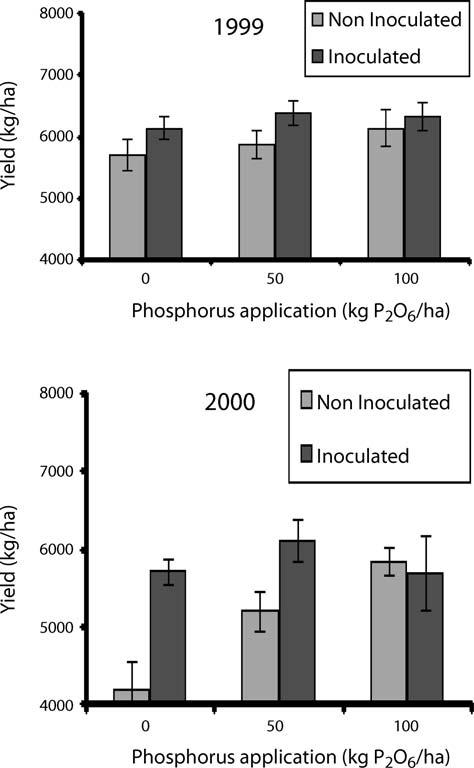 8000
1999
Non Inoculated
Inoculated
7000
6000
5000
4000
Yield (kg/ha)
0
50
100
Phosphorus application (kg P₂O₆/ha)
8000
2000
Non Inoculated
Inoculated
7000
6000
5000
4000
Yield (kg/ha)
0
50
100
Phosphorus application (kg P₂O₆/ha)